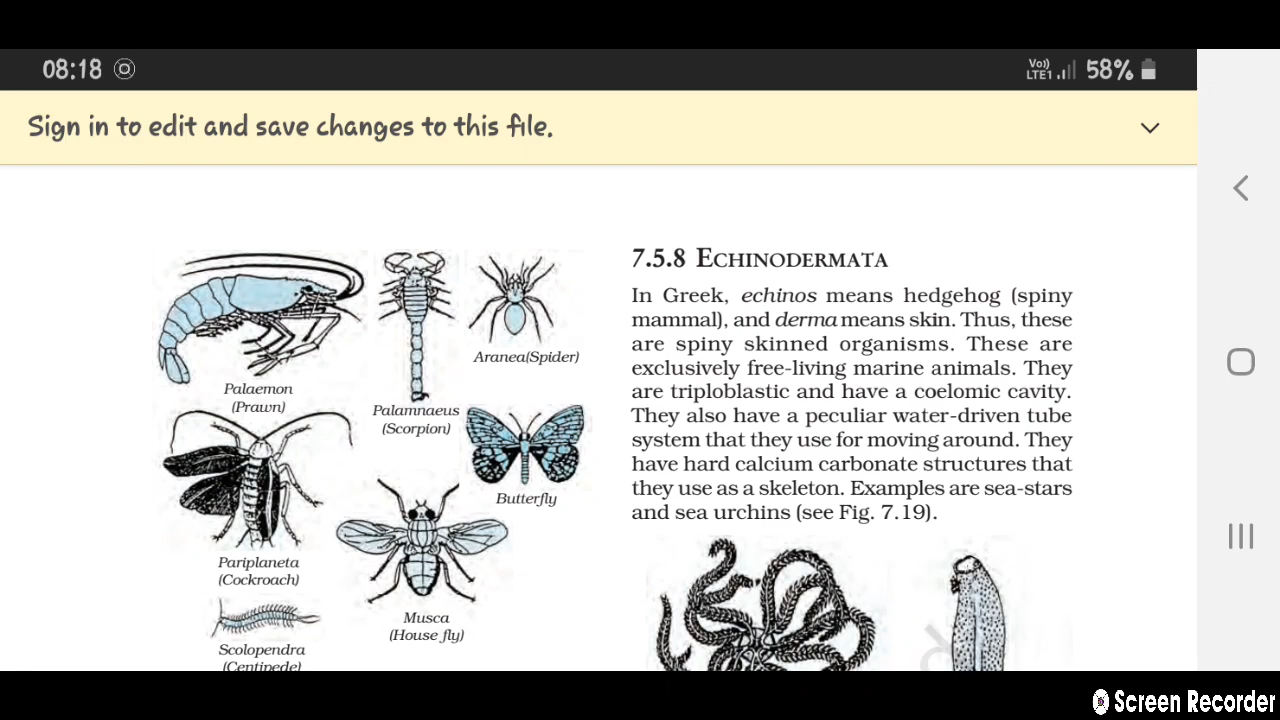 08:18
Vo)) LTE1 58%
Sign in to edit and save changes to this file.
Palaemon
(Prawn)
Palamnaeus
(Scorpion)
Aranea(Spider)
Butterfly
Pariplaneta
(Cockroach)
Musca
(House fly)
Scolopendra
(Centipede)
7.5.8 ECHINODERMATA
In Greek, echinos means hedgehog (spiny
mammal), and derma means skin. Thus, these
are spiny skinned organisms. These are
exclusively free-living marine animals. They
are triploblastic and have a coelomic cavity.
They also have a peculiar water-driven tube
system that they use for moving around. They
have hard calcium carbonate structures that
they use as a skeleton. Examples are sea-stars
and sea urchins (see Fig. 7.19).
Screen Recorder